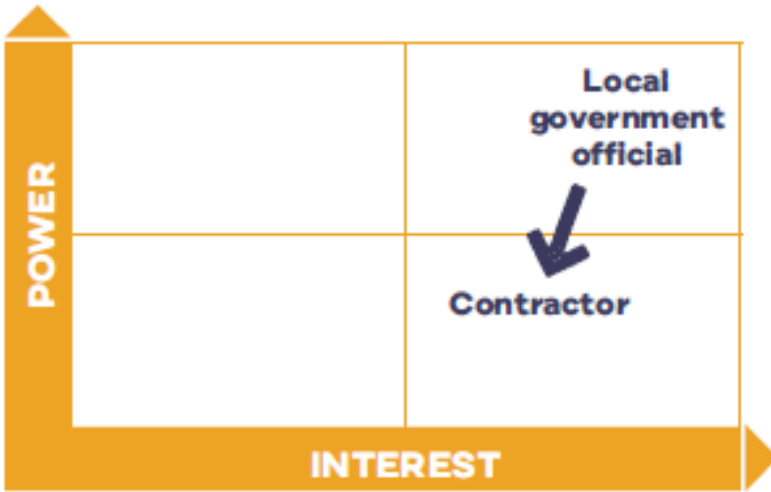 POWER
Local
government
official
Contractor
INTEREST